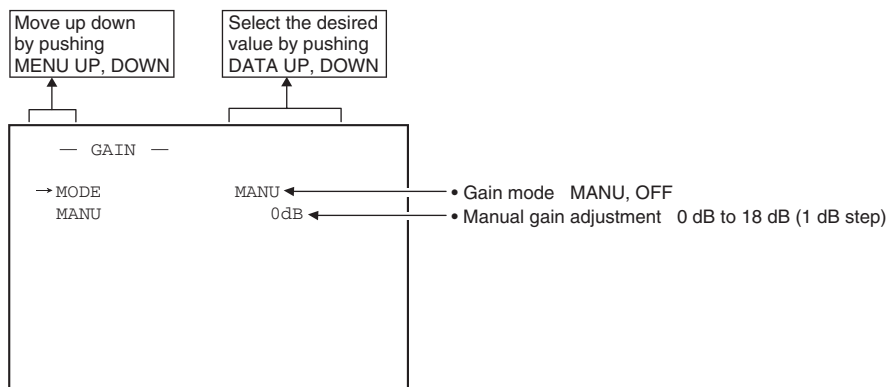 Move up down
by pushing
MENU UP, DOWN
Select the desired
value by pushing
DATA UP, DOWN
— GAIN —
→MODE MANU
MANU 0dB
• Gain mode MANU, OFF
• Manual gain adjustment 0 dB to 18 dB (1 dB step)